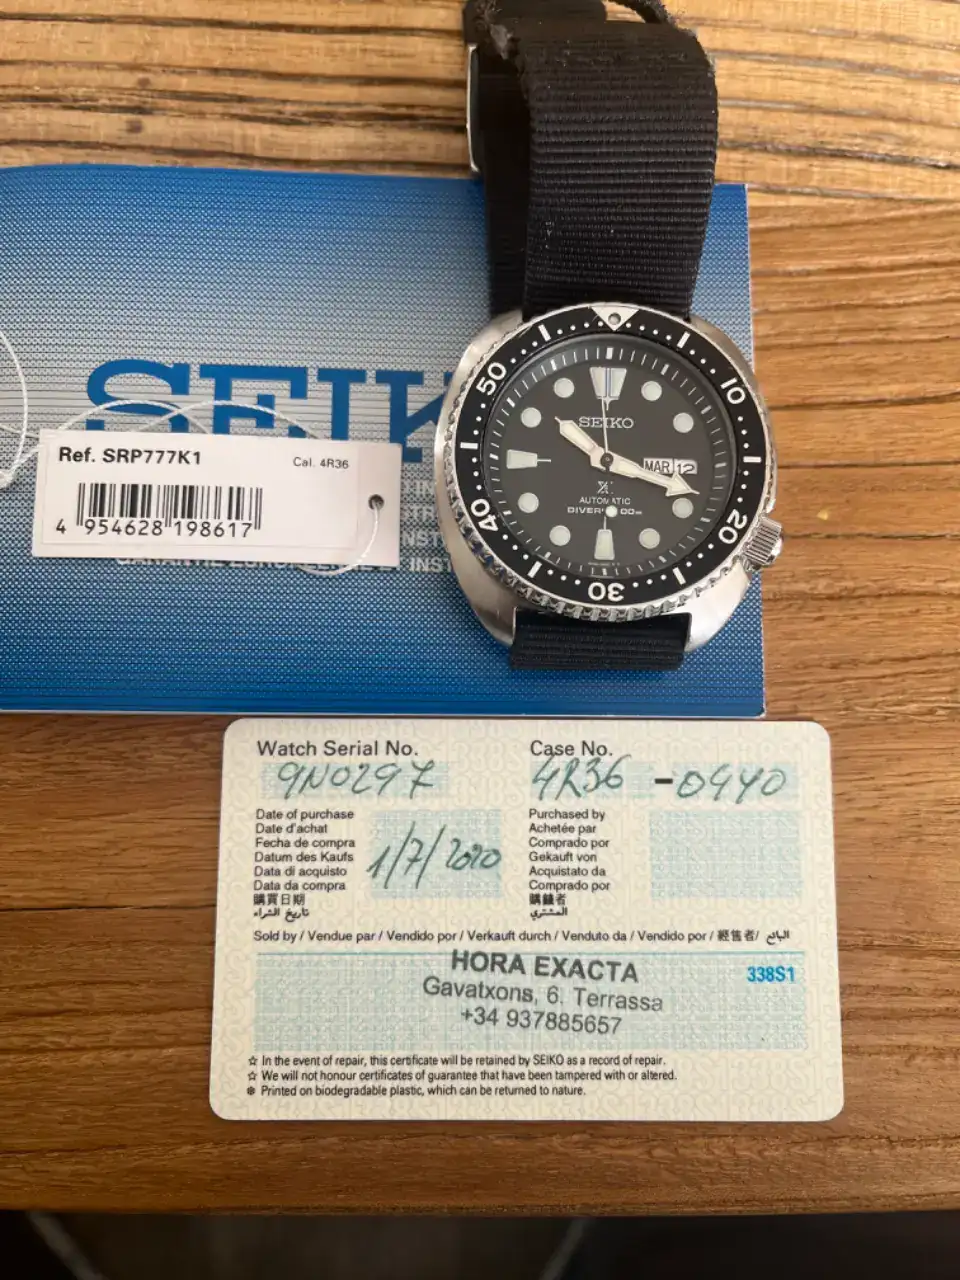 SEIK
Ref. SRP777K1
Cal. 4R36
4 954628 198617
INST
50
10
40
20
30
SEIKO
MAR 12
AUTOMATIC
DIVER'S 200m
Watch Serial No.
9N0297
Case No.
4R36 - 0440
Date of purchase
Date d'achat
Fecha de compra
Datum des Kaufs
Data di acquisto
Data da compra
購買日期
تاريخ الشراء
1/7/2020
Purchased by
Achetée par
Comprado por
Gekauft von
Acquistato da
Comprado por
購買者
المشتري
Sold by / Vendue par / Vendido por / Verkauft durch / Venduto da / Vendido por / 經售者/ البائع
HORA EXACTA
338S1
Gavatxons, 6. Terrassa
+34 937885657
☆ In the event of repair, this certificate will be retained by SEIKO as a record of repair.
☆ We will not honour certificates of guarantee that have been tampered with or altered.
❊ Printed on biodegradable plastic, which can be returned to nature.